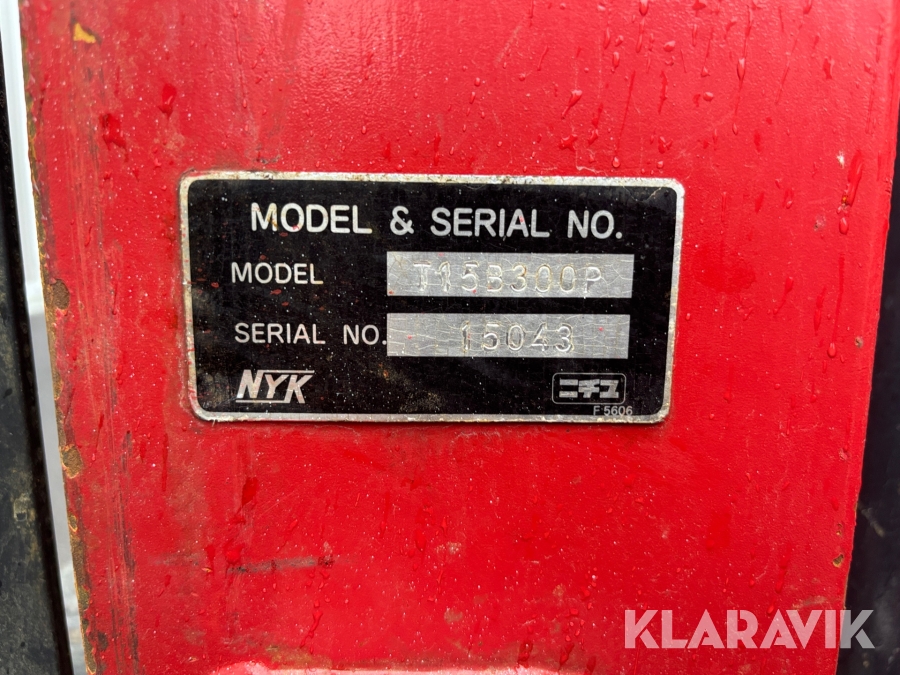 MODEL & SERIAL NO.
MODEL T15B300P
SERIAL NO. 15043
NYK ニチユ
F 5606
KLARAVIK